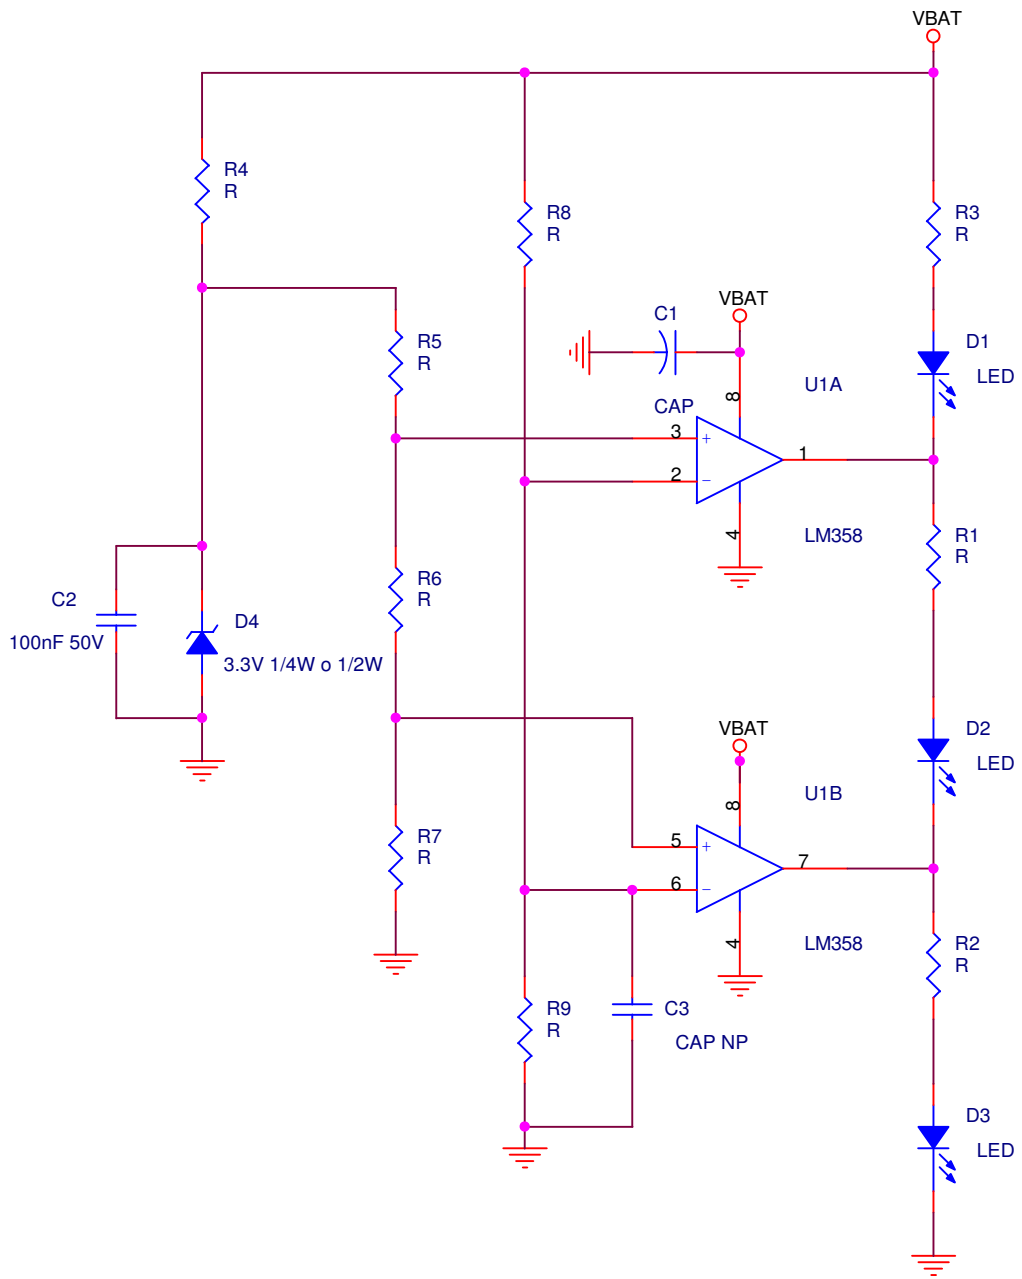 VBAT
R4
R
R8
R
R3
R
VBAT
C1
CAP
R5
R
D1
LED
U1A
8
3
+
2
−
1
4
LM358
R1
R
R6
R
C2
100nF 50V
D4
3.3V 1/4W o 1/2W
VBAT
D2
LED
U1B
8
R7
R
5
+
6
−
7
4
LM358
R2
R
R9
R
C3
CAP NP
D3
LED